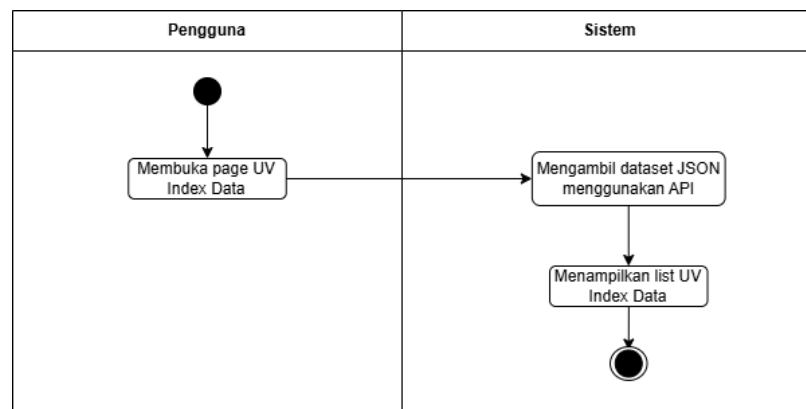 Pengguna
Sistem
Membuka page UV
Index Data
Mengambil dataset JSON
menggunakan API
Menampilkan list UV
Index Data